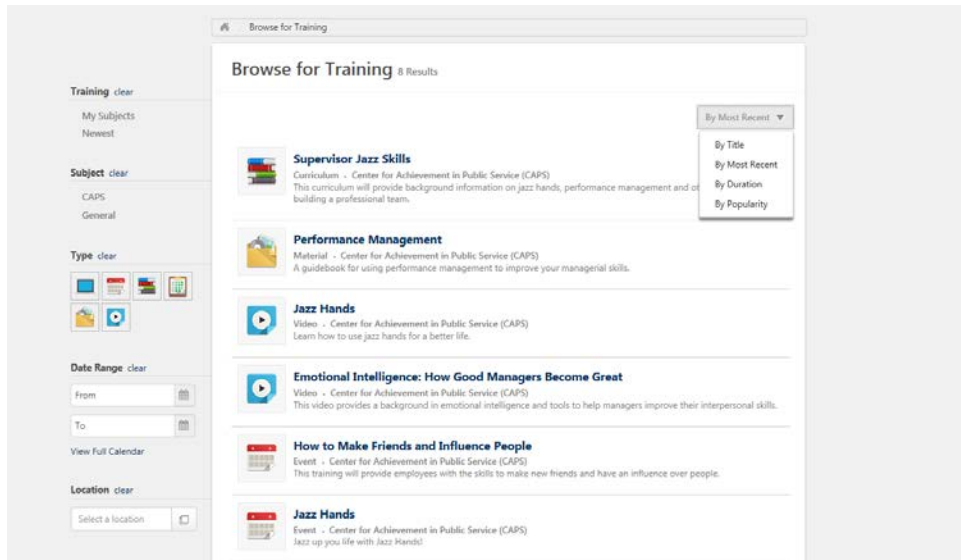 Browse for Training
Browse for Training 8 Results
Training clear
My Subjects
Newest
Subject clear
CAPS
General
Type clear
Date Range clear
From
To
View Full Calendar
Location clear
Select a location
By Most Recent
By Title
By Most Recent
By Duration
By Popularity
Supervisor Jazz Skills
Curriculum • Center for Achievement in Public Service (CAPS)
This curriculum will provide background information on jazz hands, performance management and
building a professional team.
Performance Management
Material • Center for Achievement in Public Service (CAPS)
A guidebook for using performance management to improve your managerial skills.
Jazz Hands
Video • Center for Achievement in Public Service (CAPS)
Learn how to use jazz hands for a better life.
Emotional Intelligence: How Good Managers Become Great
Video • Center for Achievement in Public Service (CAPS)
This video provides a background in emotional intelligence and tools to help managers improve their interpersonal skills.
How to Make Friends and Influence People
Event • Center for Achievement in Public Service (CAPS)
This training will provide employees with the skills to make new friends and have an influence over people.
Jazz Hands
Event • Center for Achievement in Public Service (CAPS)
Jazz up you life with Jazz Hands!